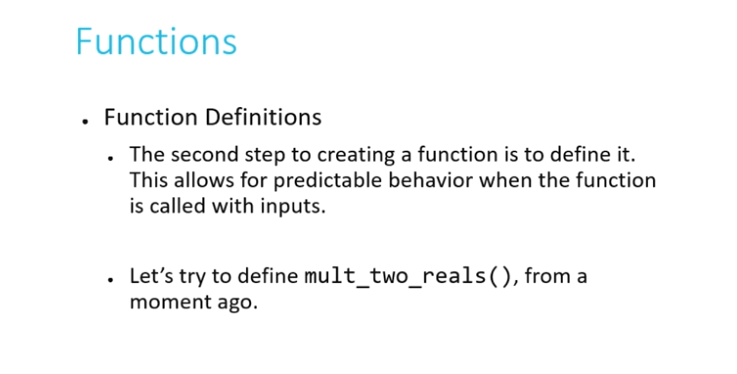 Functions
• Function Definitions
• The second step to creating a function is to define it.
This allows for predictable behavior when the function
is called with inputs.
• Let’s try to define mult_two_reals(), from a
moment ago.